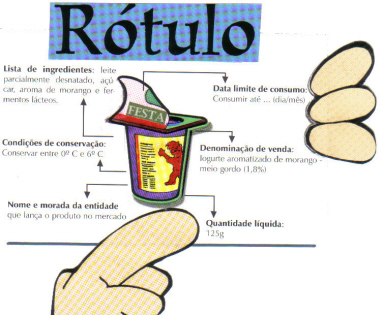 Rótulo
Lista de ingredientes: leite
parcialmente desnatado, açú
car, aroma de morango e fer
mentos lácteos.
Data limite de consumo:
Consumir até ... (dia/mês)
FESTA
Condições de conservação:
Conservar entre 0º C e 6º C
Denominação de venda:
Iogurte aromatizado de morango -
meio gordo (1,8%)
Nome e morada da entidade
que lança o produto no mercado
Quantidade líquida:
125g